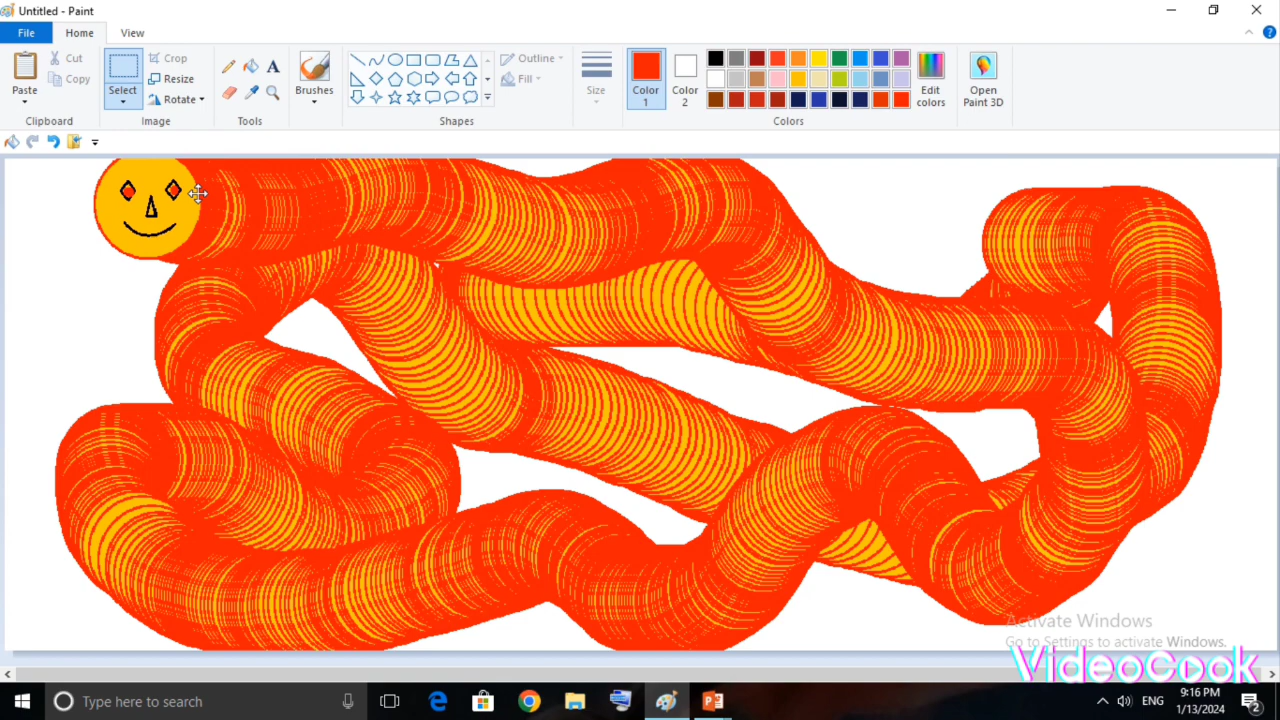 Untitled - Paint
File
Home
View
Paste
Cut
Copy
Clipboard
Select
Crop
Resize
Rotate
Image
A
Tools
Brushes
Outline
Fill
Shapes
Size
Color
1
Color
2
Edit
colors
Colors
Open
Paint 3D
Activate Windows
Go to Settings to activate Windows.
VideoCook
Type here to search
ENG
9:16 PM
1/13/2024
2